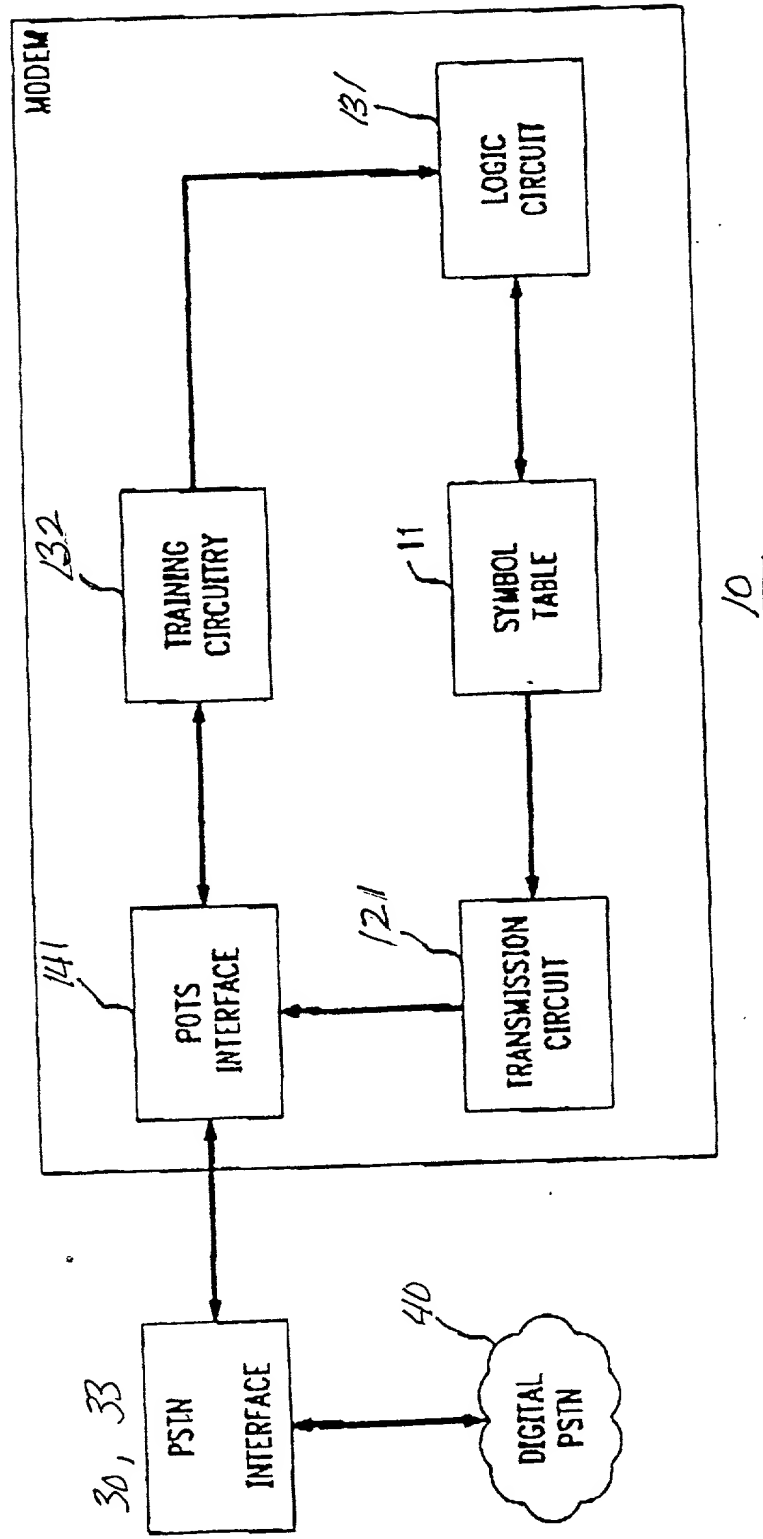 MODEM
30, 33
PSTN
INTERFACE
40
DIGITAL
PSTN
141
POTS
INTERFACE
132
TRAINING
CIRCUITRY
121
TRANSMISSION
CIRCUIT
11
SYMBOL
TABLE
131
LOGIC
CIRCUIT
10